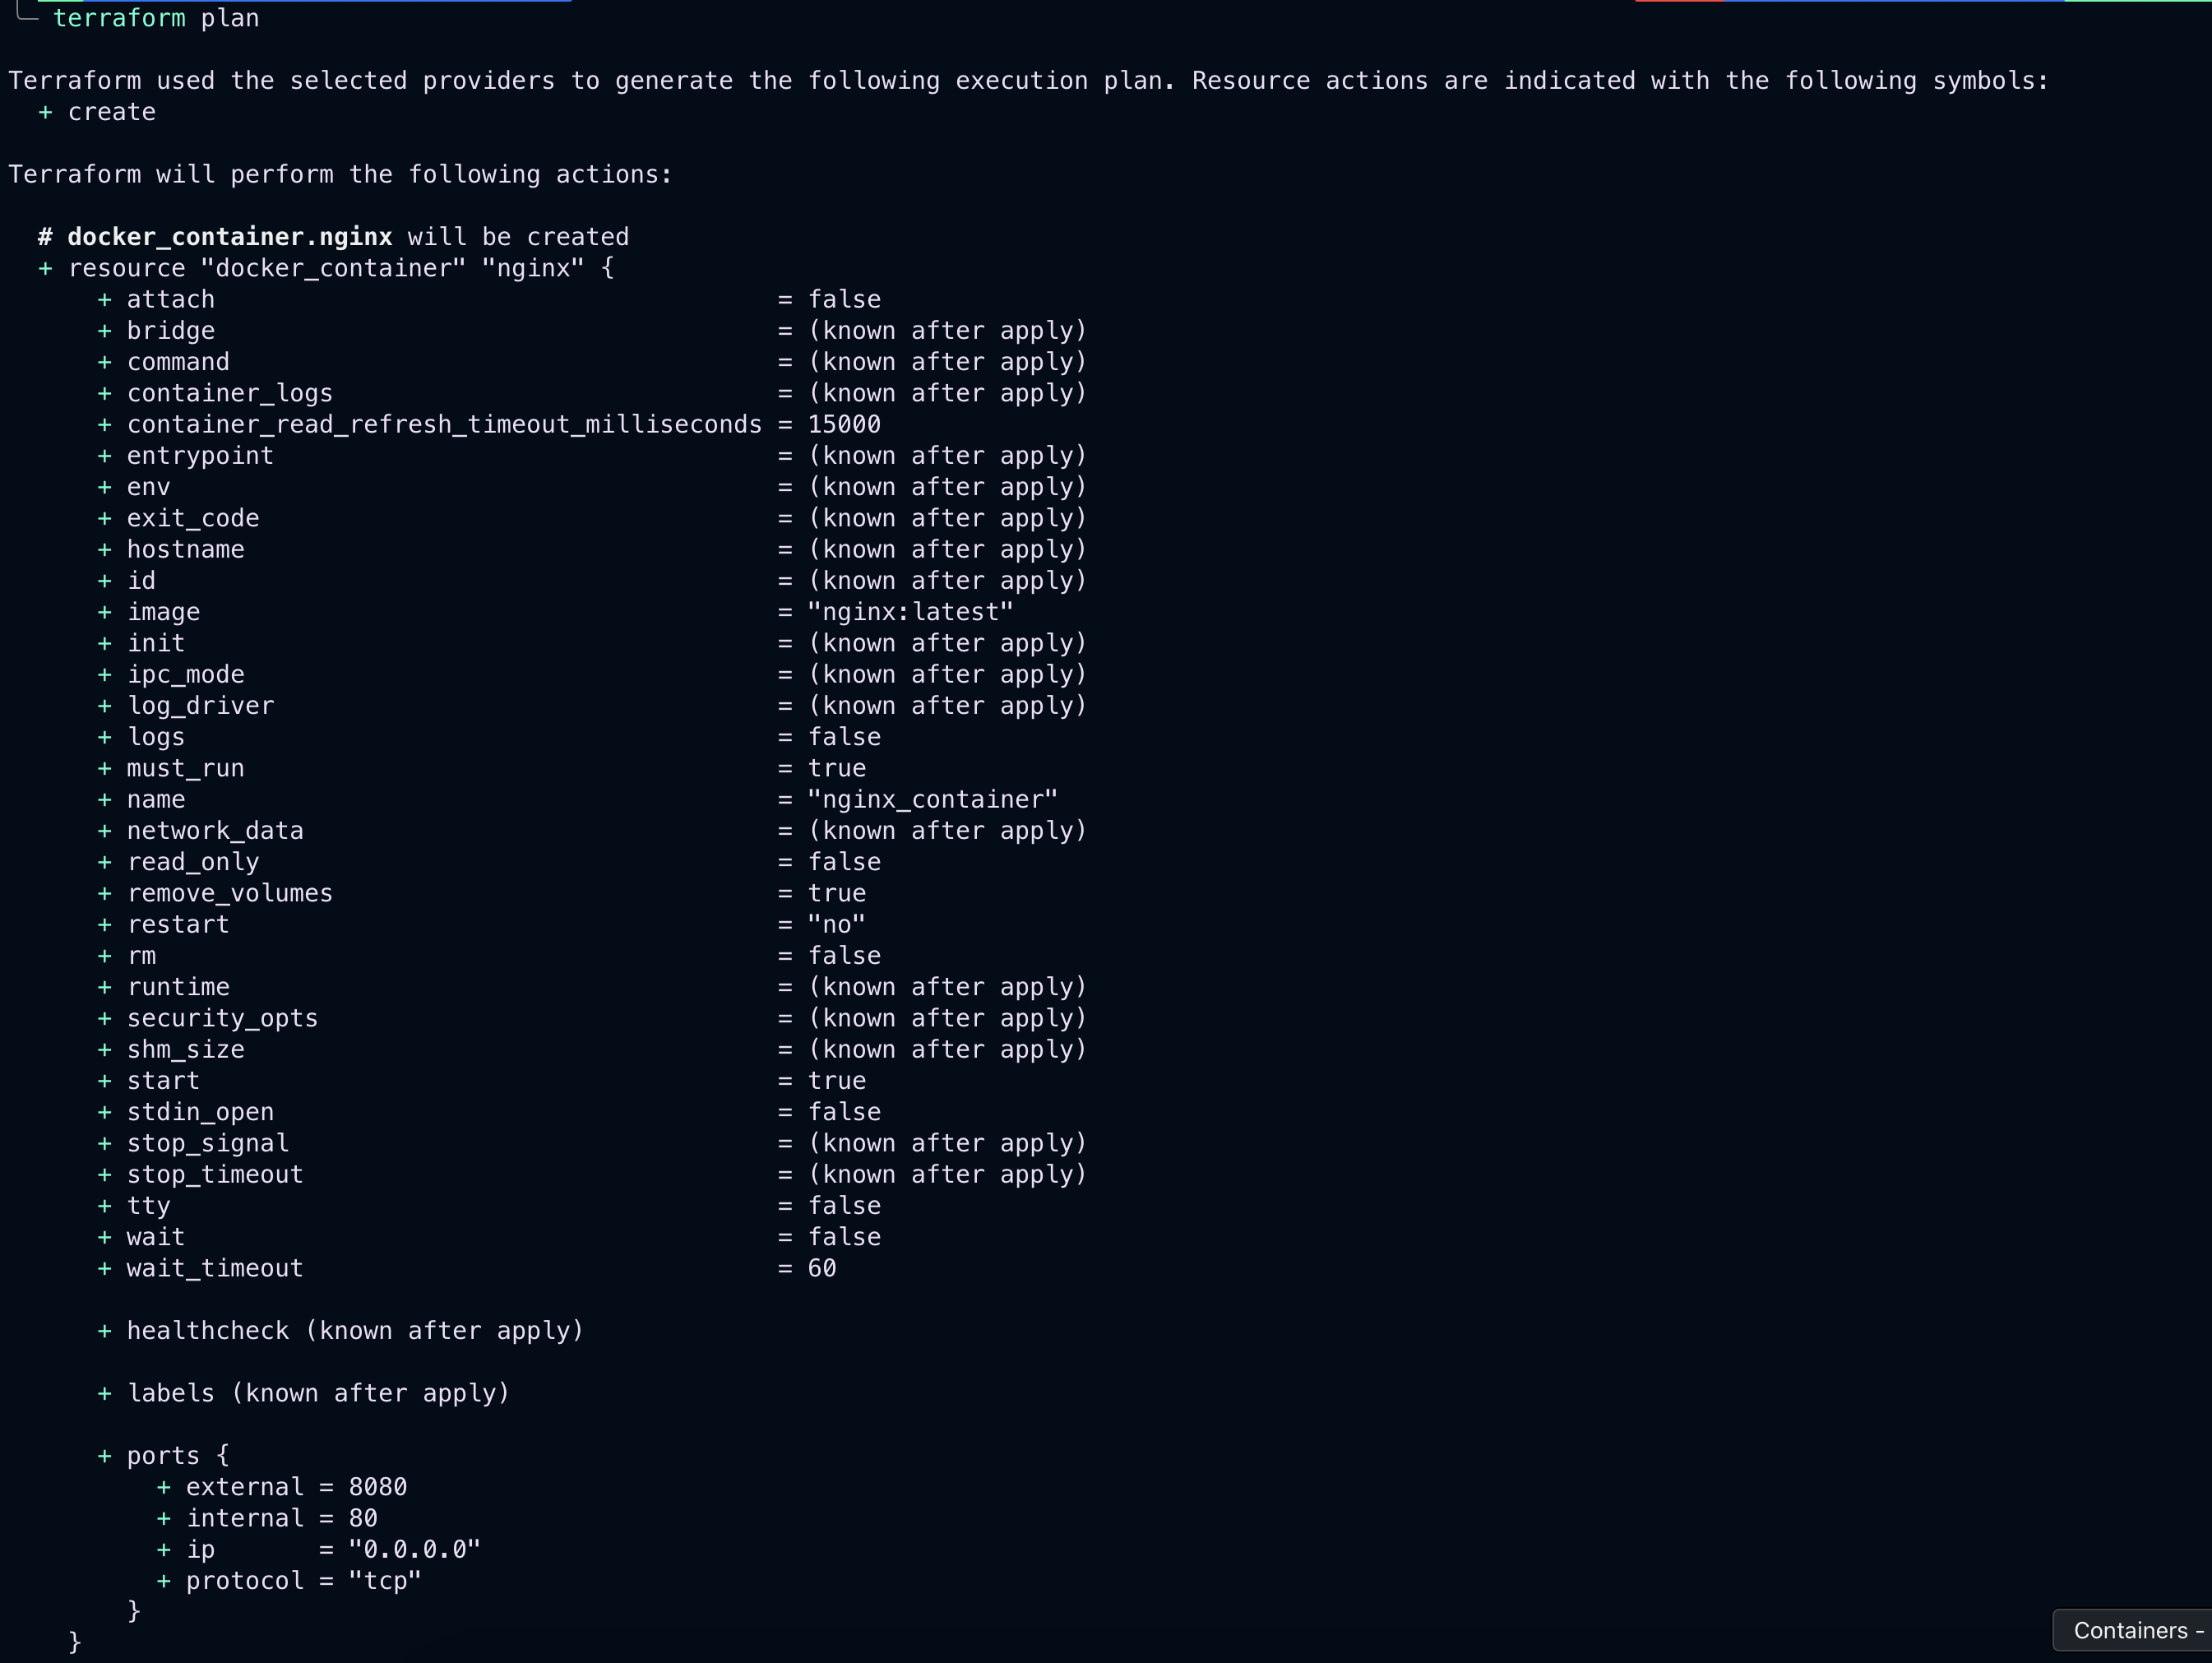 terraform plan
Terraform used the selected providers to generate the following execution plan. Resource actions are indicated with the following symbols:
+ create
Terraform will perform the following actions:
# docker_container.nginx will be created
+ resource "docker_container" "nginx" {
+ attach = false
+ bridge = (known after apply)
+ command = (known after apply)
+ container_logs = (known after apply)
+ container_read_refresh_timeout_milliseconds = 15000
+ entrypoint = (known after apply)
+ env = (known after apply)
+ exit_code = (known after apply)
+ hostname = (known after apply)
+ id = (known after apply)
+ image = "nginx:latest"
+ init = (known after apply)
+ ipc_mode = (known after apply)
+ log_driver = (known after apply)
+ logs = false
+ must_run = true
+ name = "nginx_container"
+ network_data = (known after apply)
+ read_only = false
+ remove_volumes = true
+ restart = "no"
+ rm = false
+ runtime = (known after apply)
+ security_opts = (known after apply)
+ shm_size = (known after apply)
+ start = true
+ stdin_open = false
+ stop_signal = (known after apply)
+ stop_timeout = (known after apply)
+ tty = false
+ wait = false
+ wait_timeout = 60
+ healthcheck (known after apply)
+ labels (known after apply)
+ ports {
+ external = 8080
+ internal = 80
+ ip = "0.0.0.0"
+ protocol = "tcp"
}
}
Containers -